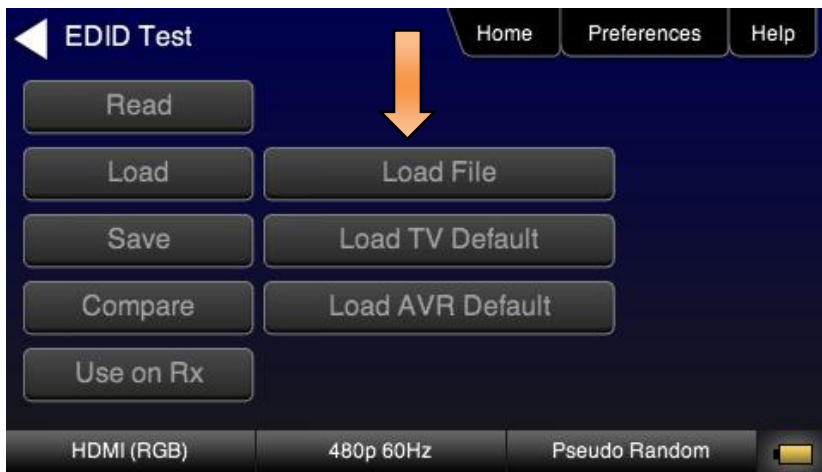 EDID Test
Home
Preferences
Help
Read
Load
Load File
Save
Load TV Default
Compare
Load AVR Default
Use on Rx
HDMI (RGB)
480p 60Hz
Pseudo Random